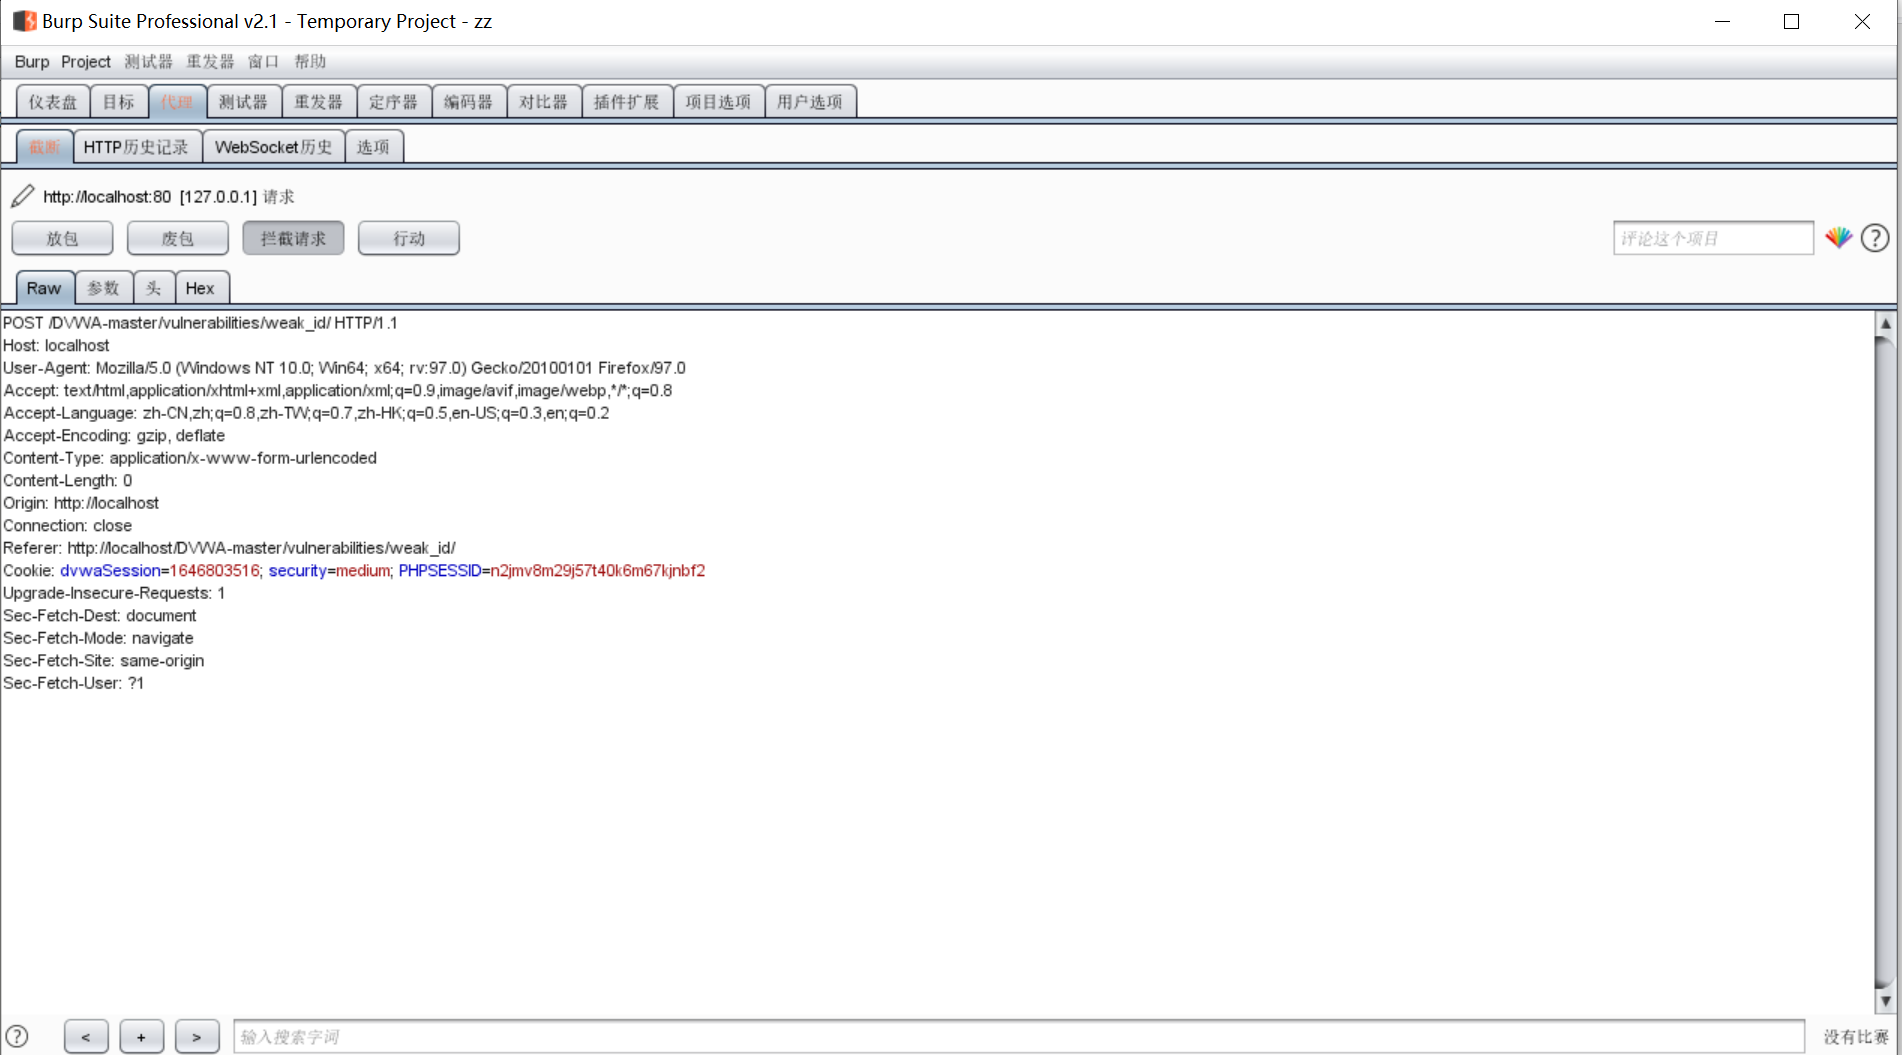 Burp Suite Professional v2.1 - Temporary Project - zz
Burp Project 测试器 重发器 窗口 帮助
仪表盘 目标 代理 测试器 重发器 定序器 编码器 对比器 插件扩展 项目选项 用户选项
截断 HTTP历史记录 WebSocket历史 选项
http://localhost:80 [127.0.0.1] 请求
放包 废包 拦截请求 行动 评论这个项目 ?
Raw 参数 头 Hex
POST /DVWA-master/vulnerabilities/weak_id/ HTTP/1.1
Host: localhost
User-Agent: Mozilla/5.0 (Windows NT 10.0; Win64; x64; rv:97.0) Gecko/20100101 Firefox/97.0
Accept: text/html,application/xhtml+xml,application/xml;q=0.9,image/avif,image/webp,*/*;q=0.8
Accept-Language: zh-CN,zh;q=0.8,zh-TW;q=0.7,zh-HK;q=0.5,en-US;q=0.3,en;q=0.2
Accept-Encoding: gzip, deflate
Content-Type: application/x-www-form-urlencoded
Content-Length: 0
Origin: http://localhost
Connection: close
Referer: http://localhost/DVWA-master/vulnerabilities/weak_id/
Cookie: dvwaSession=1646803516; security=medium; PHPSESSID=n2jmv8m29j57t40k6m67kjnbf2
Upgrade-Insecure-Requests: 1
Sec-Fetch-Dest: document
Sec-Fetch-Mode: navigate
Sec-Fetch-Site: same-origin
Sec-Fetch-User: ?1
? < + > 输入搜索字词 没有比赛